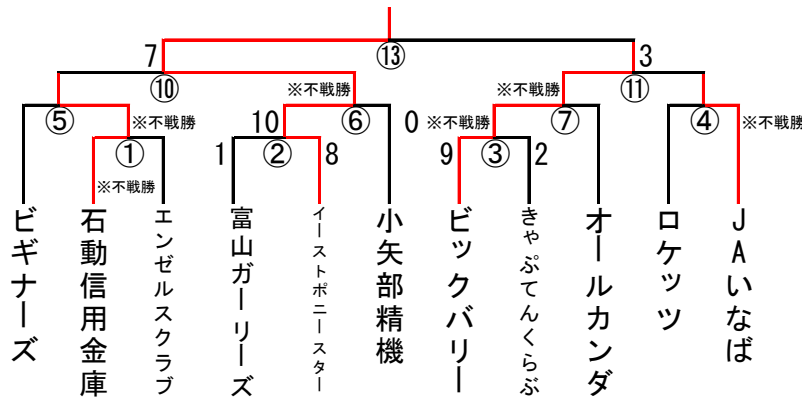 ⑬
7
3
⑩
⑪
※不戦勝
※不戦勝
⑤
※不戦勝
10
⑥
0
※不戦勝
⑦
④
※不戦勝
①
1
②
8
9
③
2
※不戦勝
ビギナーズ
石動信用金庫
エンゼルスクラブ
富山ガーリーズ
イーストポニースター
小矢部精機
ビックバリー
きゃぷてんくらぶ
オールカンダ
ロケッツ
JAいなば